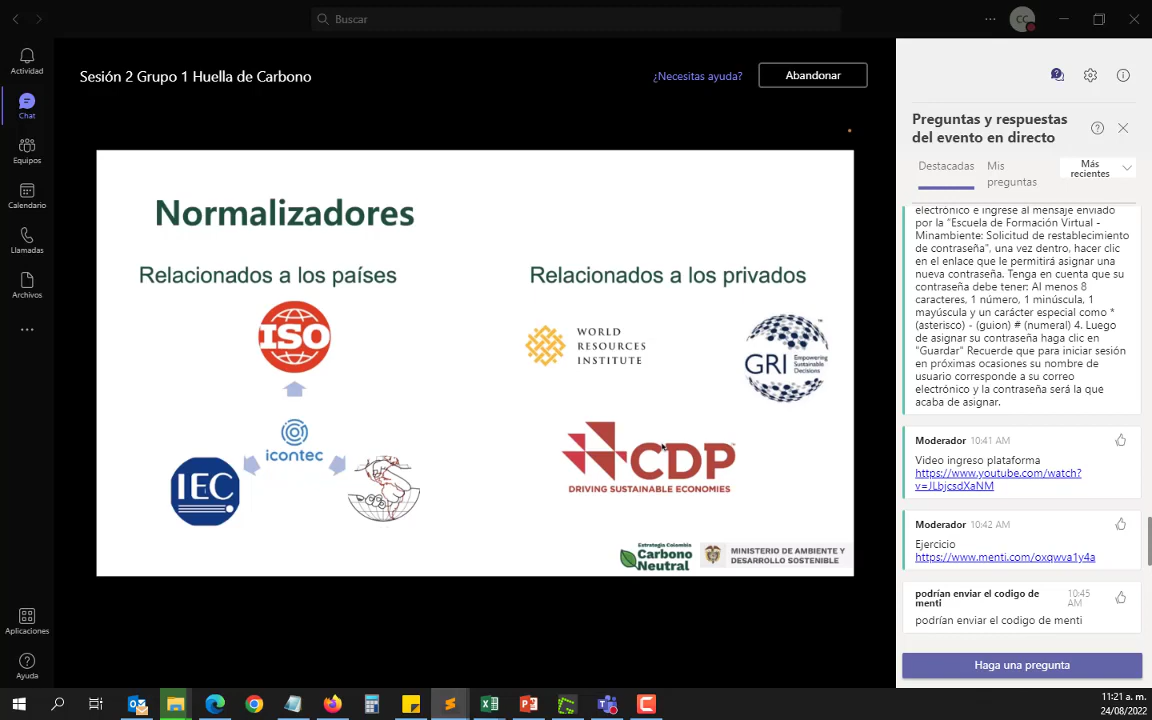 Buscar
CC
Actividad
Chat
Equipos
Calendario
Llamadas
Archivos
Aplicaciones
Ayuda
Sesión 2 Grupo 1 Huella de Carbono
¿Necesitas ayuda?
Abandonar
Normalizadores
Relacionados a los países
Relacionados a los privados
ISO
icontec
IEC
WORLD
RESOURCES
INSTITUTE
GRI
Empowering
Sustainable
Decisions
CDP
DRIVING SUSTAINABLE ECONOMIES
Estrategia Colombia
Carbono
Neutral
MINISTERIO DE AMBIENTE Y
DESARROLLO SOSTENIBLE
Preguntas y respuestas
del evento en directo
Destacadas
Mis
preguntas
Más
recientes
electrónico e ingrese al mensaje enviado
por la "Escuela de Formación Virtual -
Minambiente: Solicitud de restablecimiento
de contraseña", una vez dentro, hacer clic
en el enlace que le permitirá asignar una
nueva contraseña. Tenga en cuenta que su
contraseña debe tener: Al menos 8
caracteres, 1 número, 1 minúscula, 1
mayúscula y un carácter especial como *
(asterisco) - (guion) # (numeral) 4. Luego
de asignar su contraseña haga clic en
"Guardar" Recuerde que para iniciar sesión
en próximas ocasiones su nombre de
usuario corresponde a su correo
electrónico y la contraseña será la que
acaba de asignar.
Moderador 10:41 AM
Video ingreso plataforma
https://www.youtube.com/watch?
v=JLbjcsdXaNM
Moderador 10:42 AM
Ejercicio
https://www.menti.com/oxqwva1y4a
podrían enviar el codigo de
menti
10:45
AM
podrían enviar el codigo de menti
Haga una pregunta
11:21 a. m.
24/08/2022